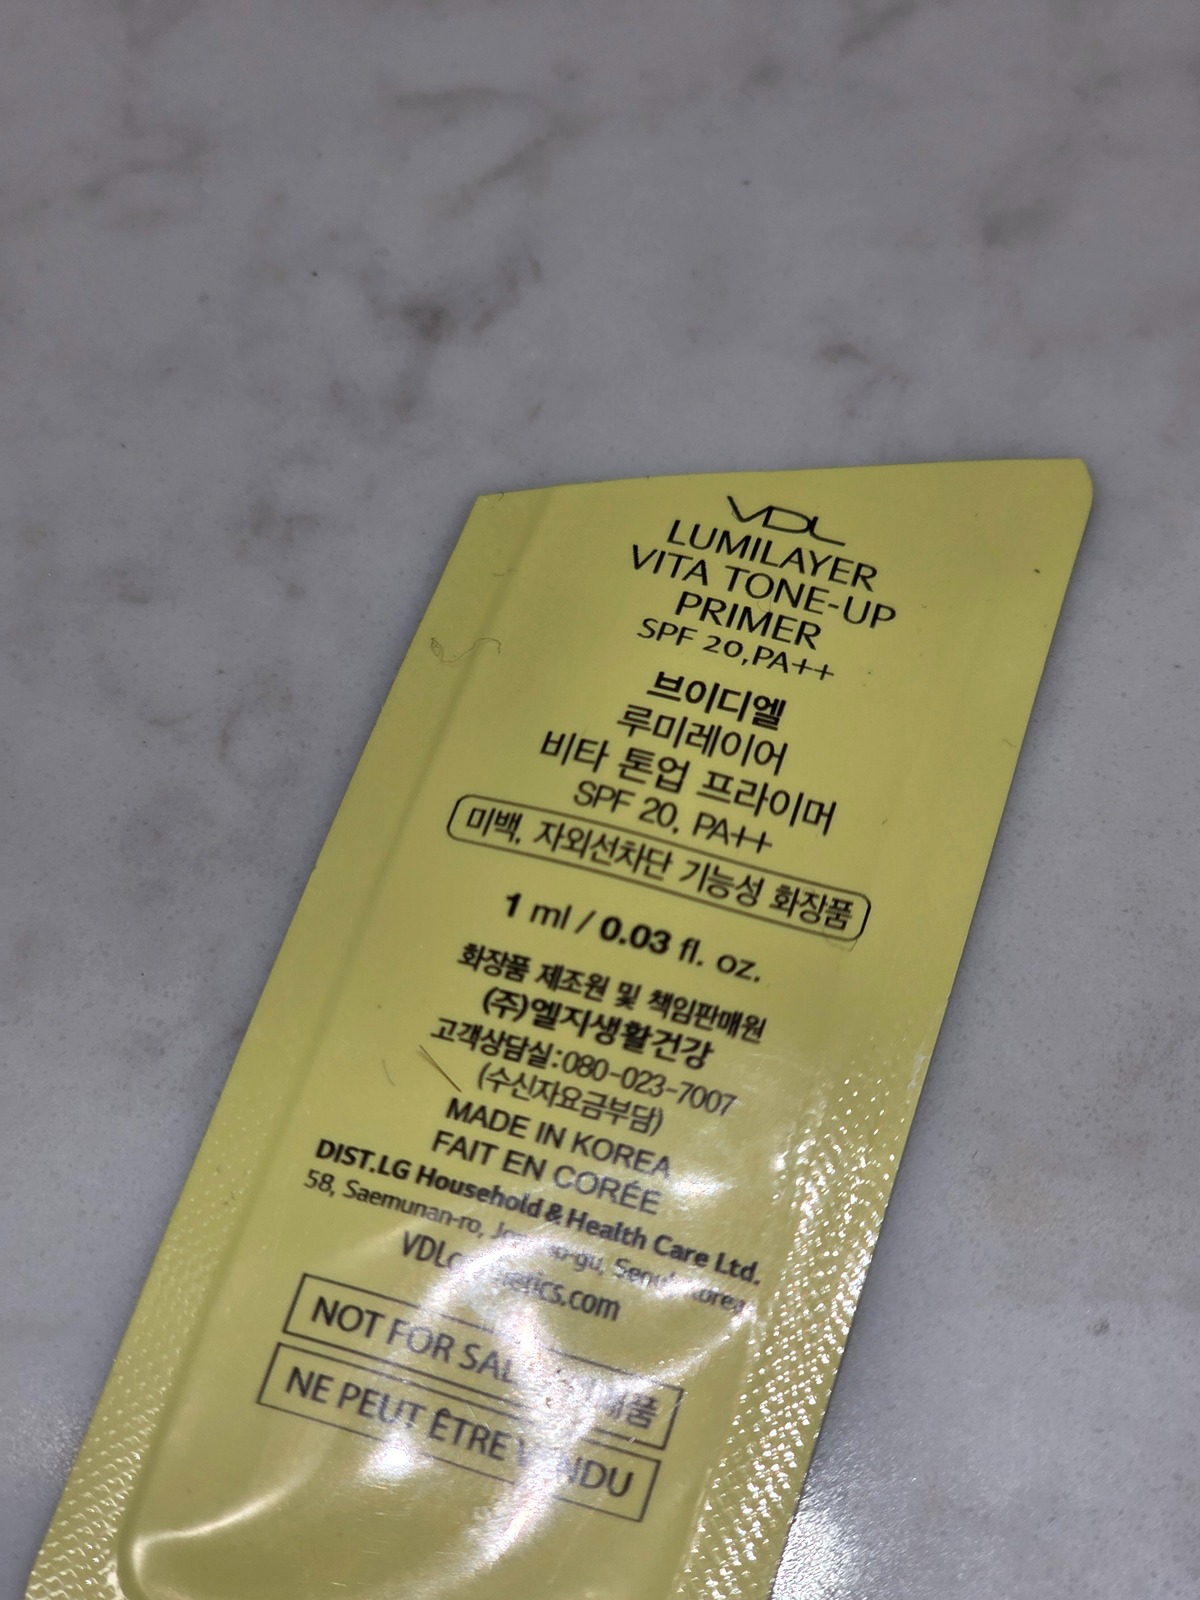 VDL
LUMILAYER
VITA TONE-UP
PRIMER
SPF 20,PA++
브이디엘
루미레이어
비타 톤업 프라이머
SPF 20, PA++
미백, 자외선차단 기능성 화장품
1 ml / 0.03 fl. oz.
화장품 제조원 및 책임판매원
(주)엘지생활건강
고객상담실:080-023-7007
(수신자요금부담)
MADE IN KOREA
FAIT EN CORÉE
DIST.LG Household & Health Care Ltd.
58, Saemunan-ro, Seoul,
NOT FOR SALE
NE PEUT ÊTRE VENDU